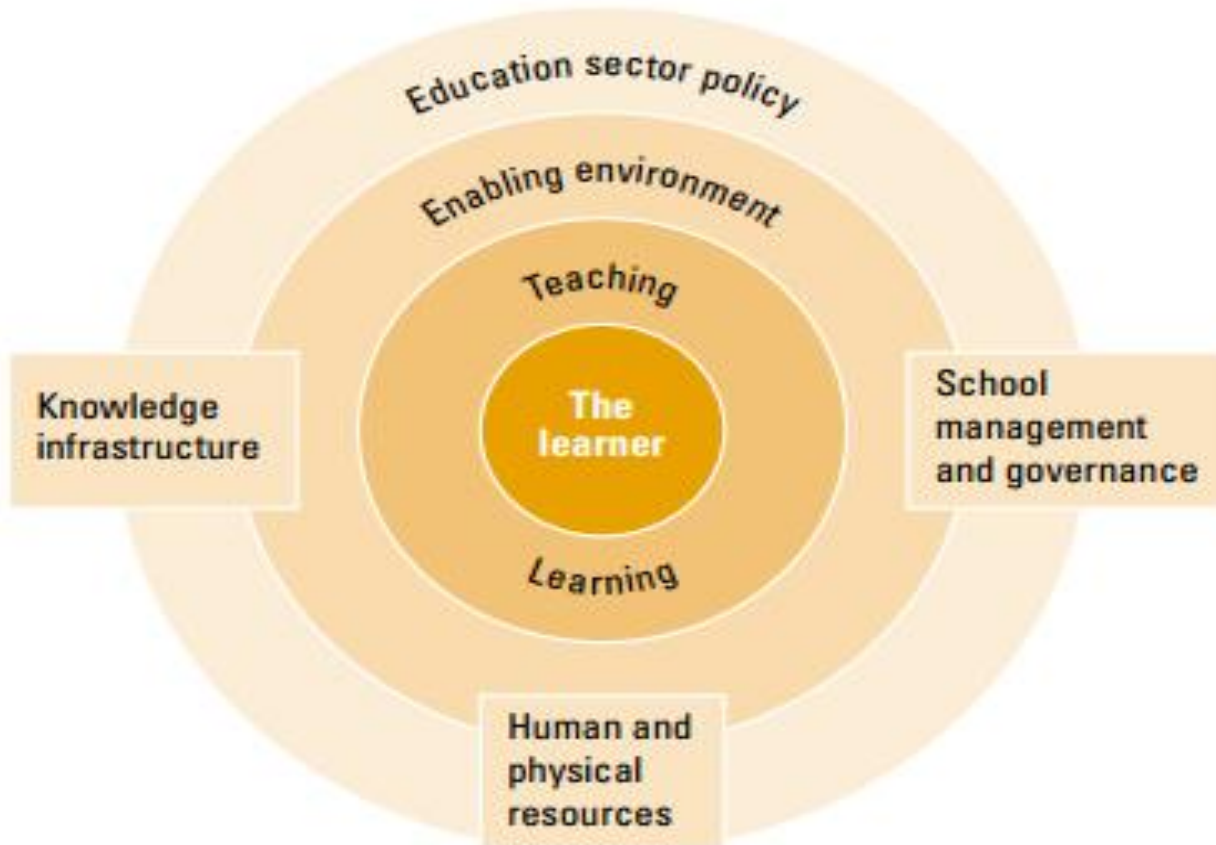 Education sector policy
Enabling environment
Teaching
The
learner
Learning
Knowledge
infrastructure
School
management
and governance
Human and
physical
resources